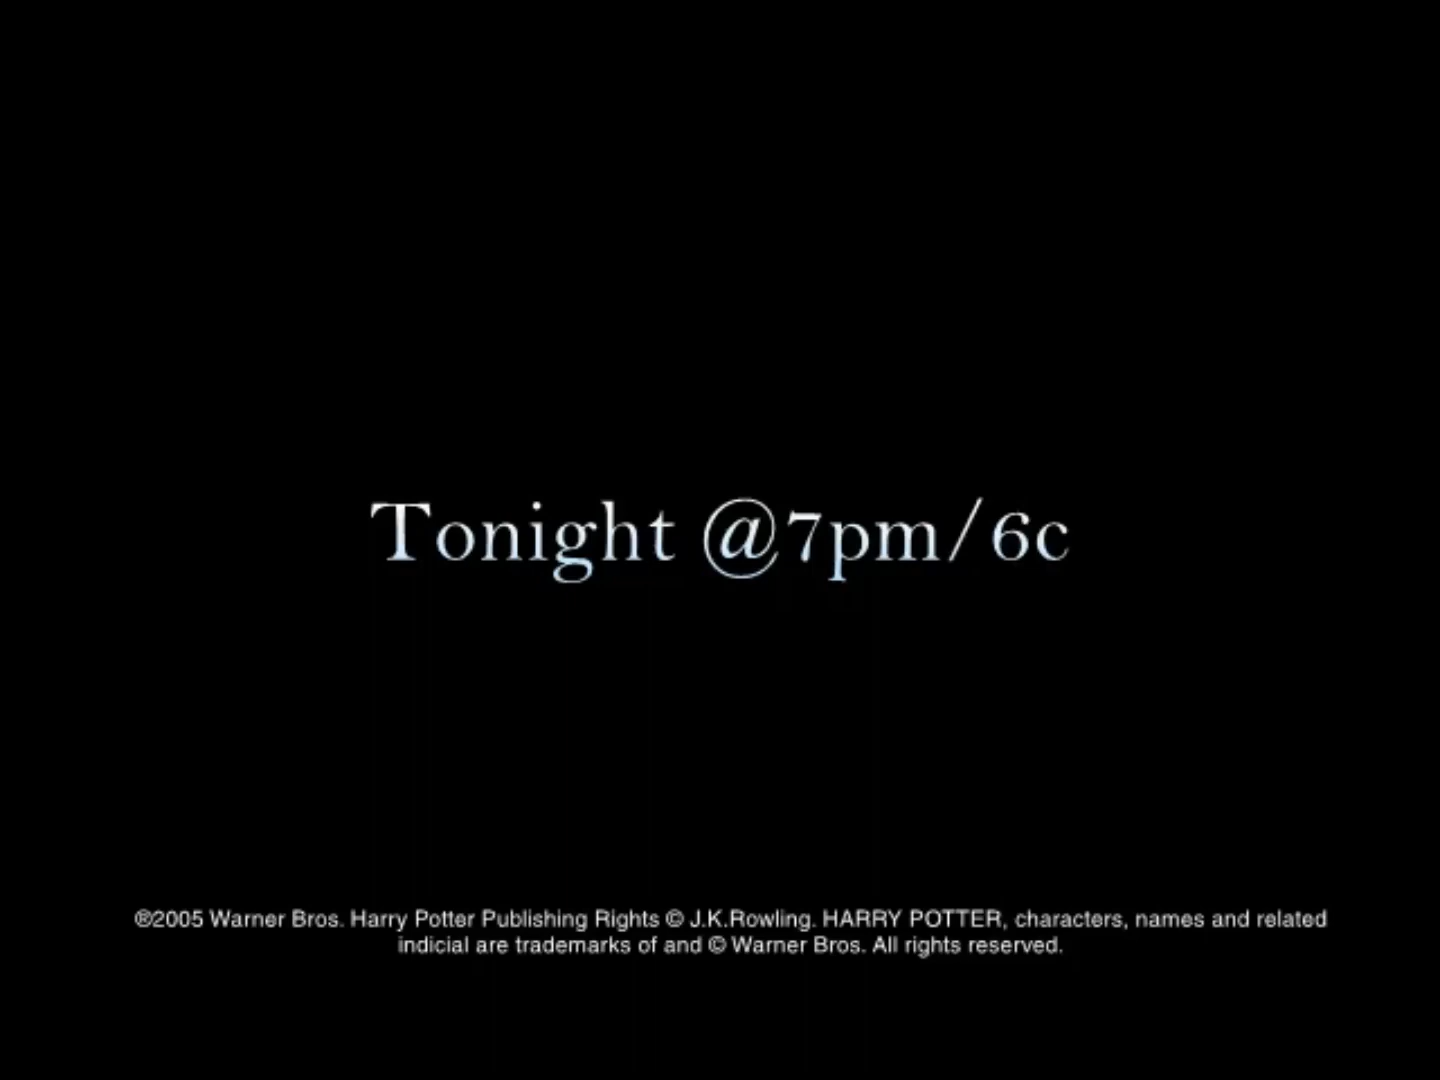 Tonight @7pm/6c
®2005 Warner Bros. Harry Potter Publishing Rights © J.K.Rowling. HARRY POTTER, characters, names and related
indicial are trademarks of and © Warner Bros. All rights reserved.